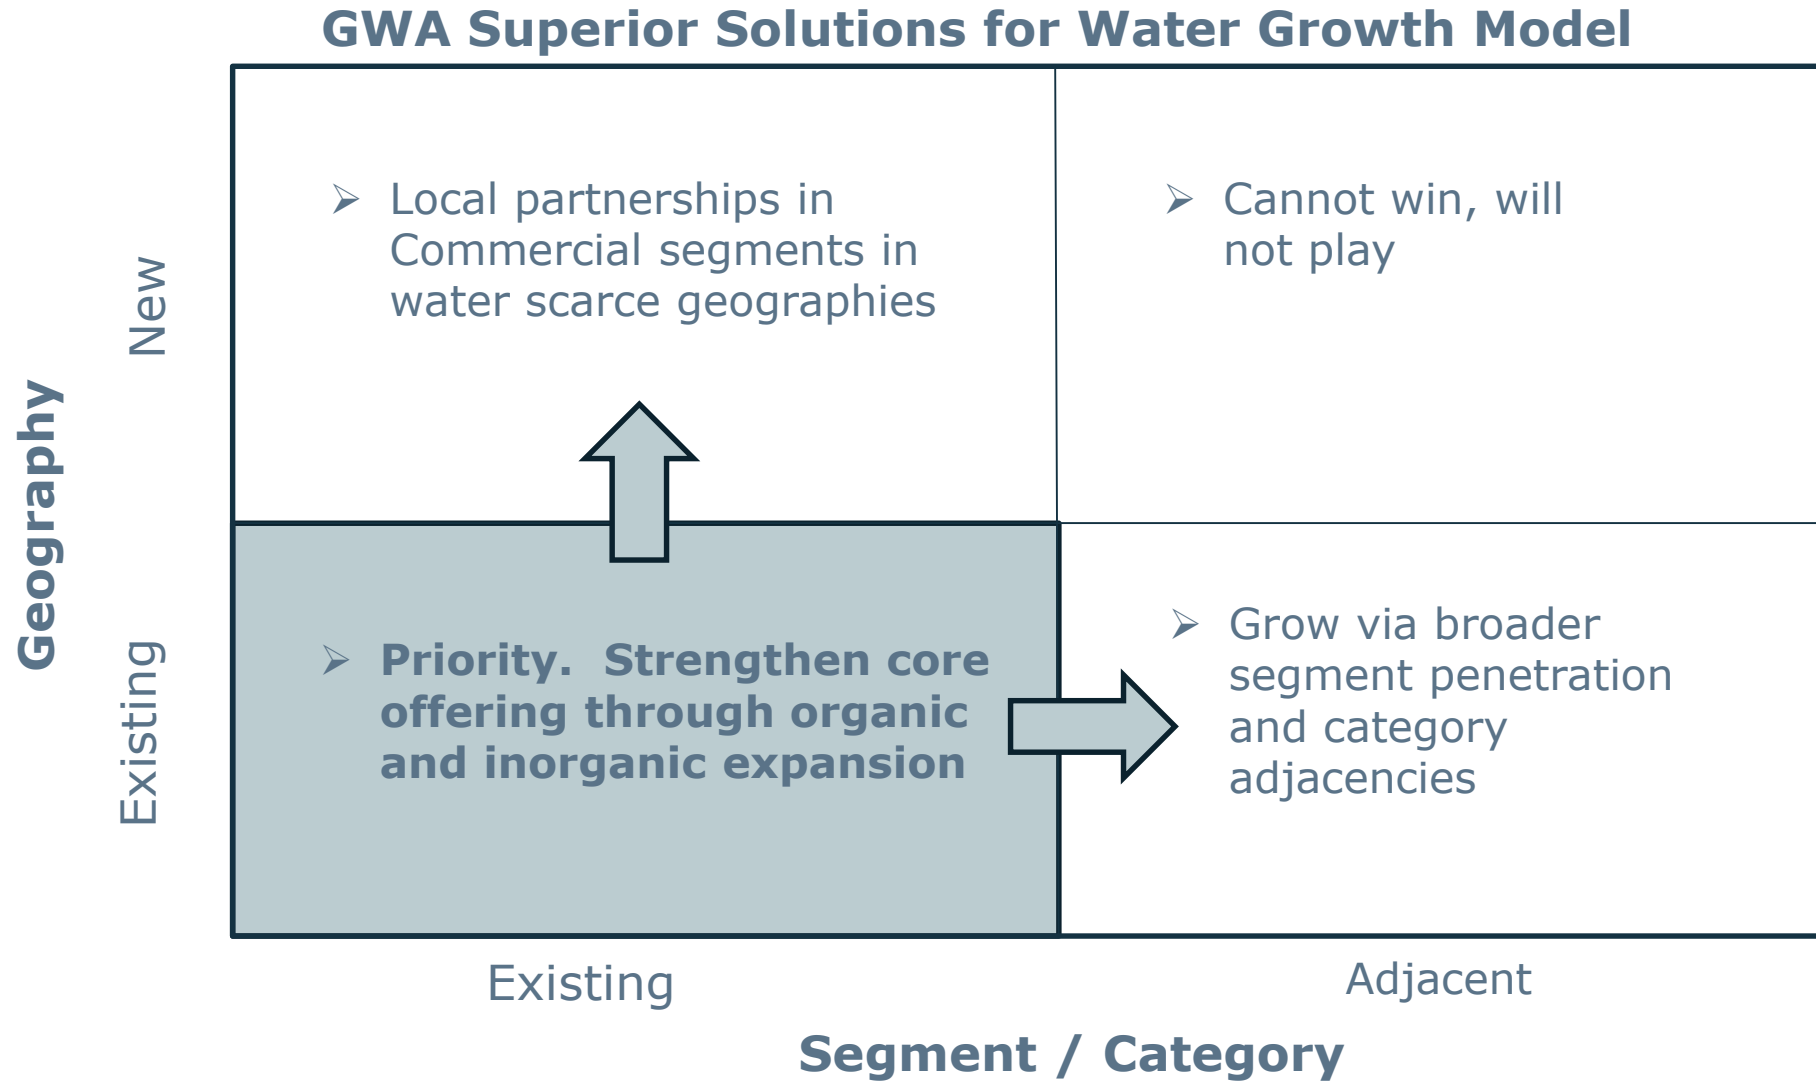 GWA Superior Solutions for Water Growth Model
Geography
New
Local partnerships in
Commercial segments in
water scarce geographies
Cannot win, will
not play
Existing
Priority.  Strengthen core
offering through organic
and inorganic expansion
Grow via broader
segment penetration
and category
adjacencies
Existing
Adjacent
Segment / Category